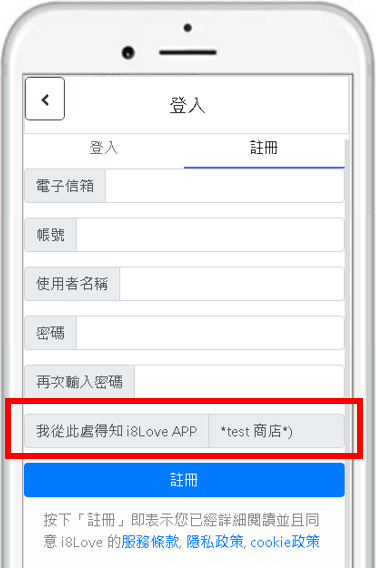 登入
登入 註冊
電子信箱
帳號
使用者名稱
密碼
再次輸入密碼
我從此處得知 i8Love APP *test 商店*)
註冊
按下「註冊」即表示您已經詳細閱讀並且同
意 i8Love 的服務條款, 隱私政策, cookie政策